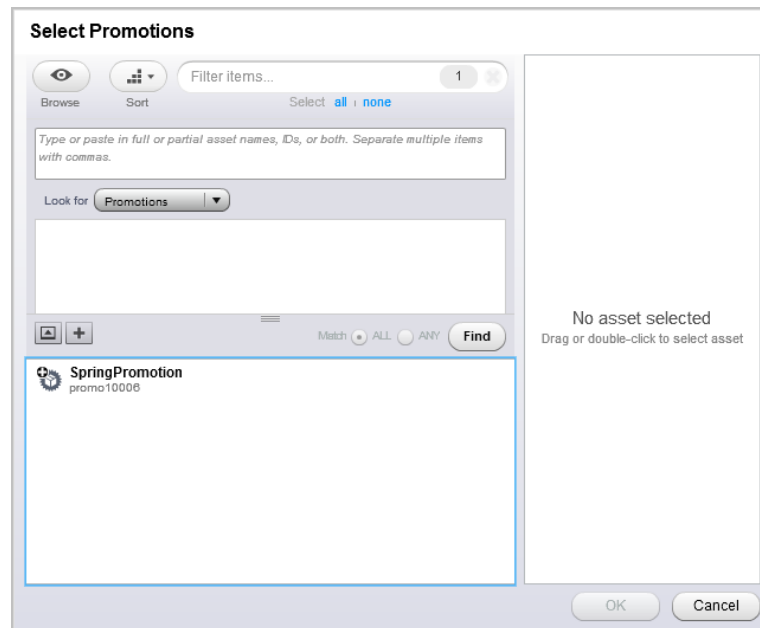 Select Promotions
Filter items... 1
Browse Sort Select all none
Type or paste in full or partial asset names, IDs, or both. Separate multiple items
with commas.
Look for Promotions
No asset selected
Drag or double-click to select asset
Match ALL ANY Find
SpringPromotion
promo10006
OK Cancel